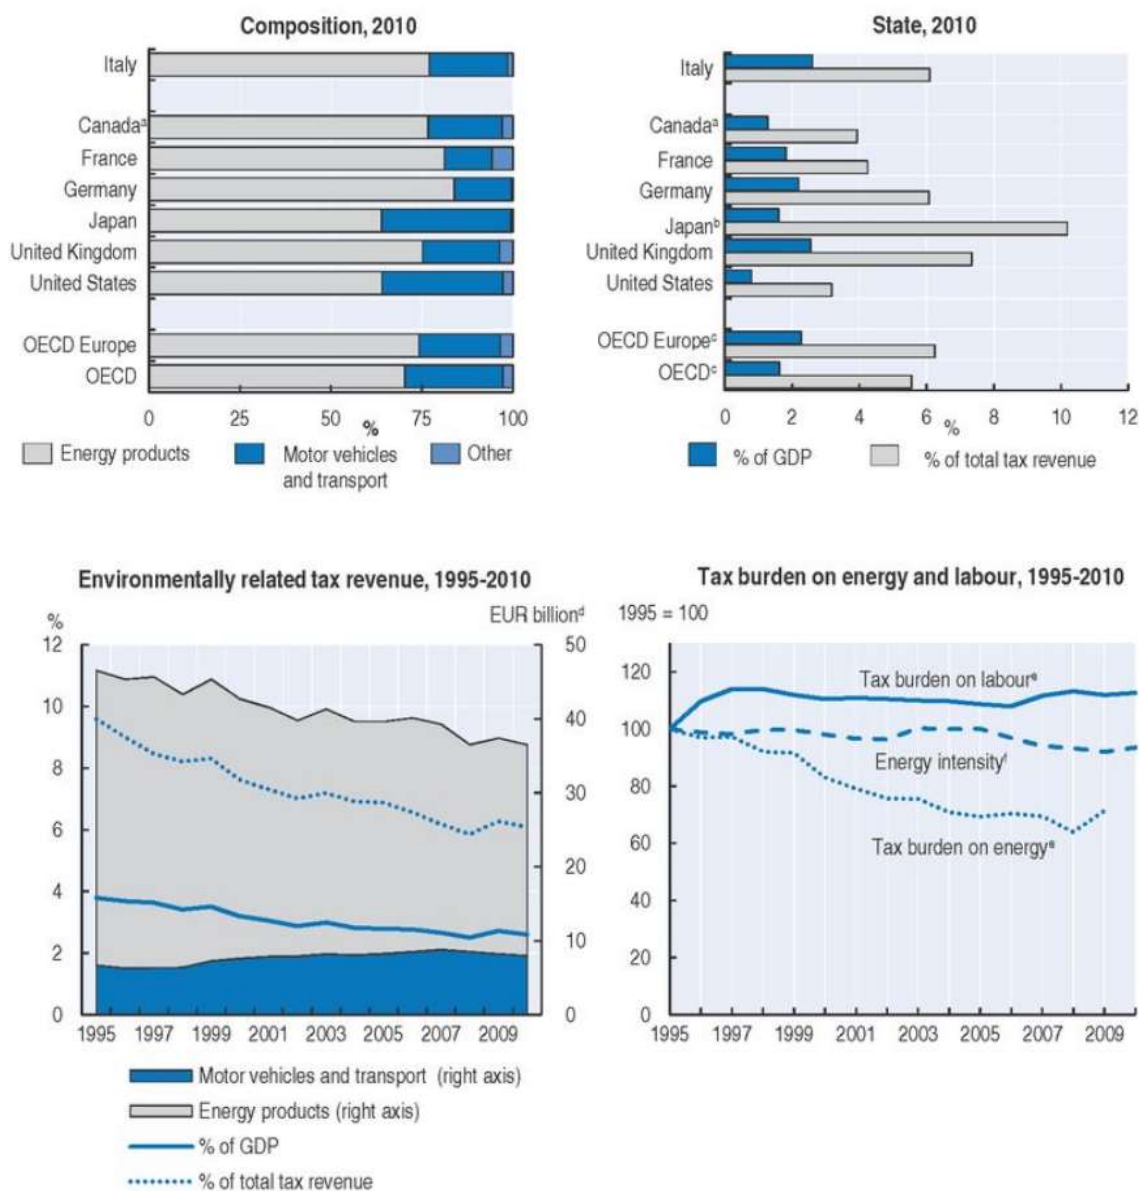 Composition, 2010
Italy
Canadaᵃ
France
Germany
Japan
United Kingdom
United States
OECD Europe
OECD
0 25 50 75 100
%
Energy products
Motor vehicles
and transport
Other
State, 2010
Italy
Canadaᵃ
France
Germany
Japanᵇ
United Kingdom
United States
OECD Europeᶜ
OECDᶜ
0 2 4 6 8 10 12
%
% of GDP
% of total tax revenue
Environmentally related tax revenue, 1995-2010
%
EUR billionᵈ
12
10
8
6
4
2
0
50
40
30
20
10
0
1995 1997 1999 2001 2003 2005 2007 2009
Motor vehicles and transport (right axis)
Energy products (right axis)
% of GDP
% of total tax revenue
Tax burden on energy and labour, 1995-2010
1995 = 100
120
100
80
60
40
20
0
Tax burden on labourᵉ
Energy intensityᶠ
Tax burden on energyᵉ
1995 1997 1999 2001 2003 2005 2007 2009